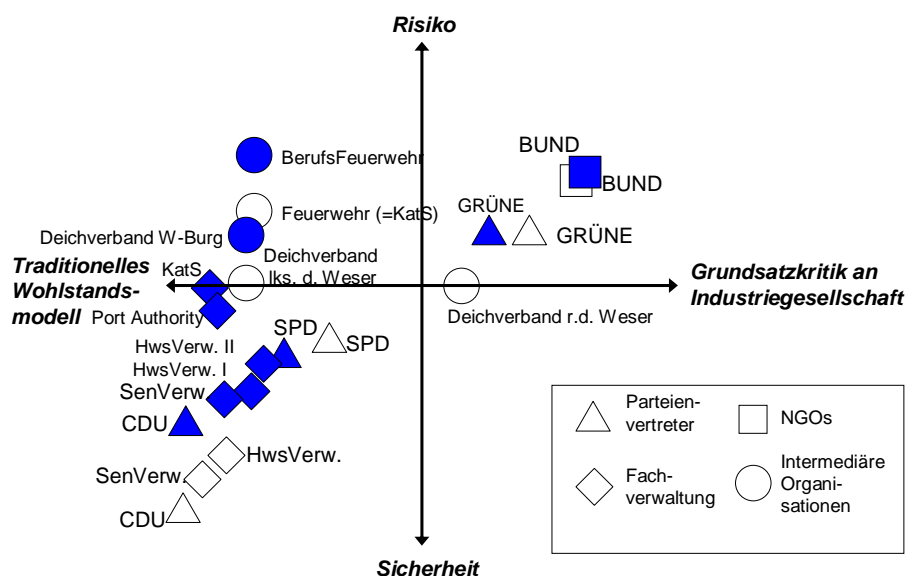 Risiko
BUND
BUND
BerufsFeuerwehr
GRÜNE
GRÜNE
Feuerwehr (=KatS)
Deichverband W-Burg
Deichverband
lks. d. Weser
KatS
Traditionelles
Wohlstands-
modell
Grundsatzkritik an
Industriegesellschaft
Port Authority
Deichverband r.d. Weser
SPD
SPD
HwsVerw. II
HwsVerw. I
SenVerw.
CDU
HwsVerw.
SenVerw.
CDU
Parteien-
vertreter
NGOs
Fach-
verwaltung
Intermediäre
Organi-
sationen
Sicherheit